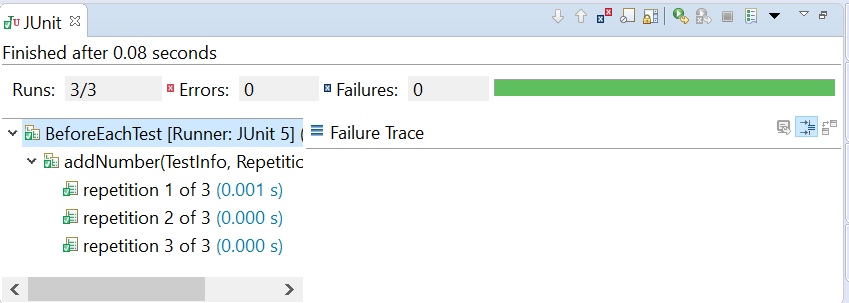 JUnit
Finished after 0.08 seconds
Runs: 3/3 Errors: 0 Failures: 0
BeforeEachTest [Runner: JUnit 5] (
Failure Trace
addNumber(TestInfo, Repetitic
repetition 1 of 3 (0.001 s)
repetition 2 of 3 (0.000 s)
repetition 3 of 3 (0.000 s)